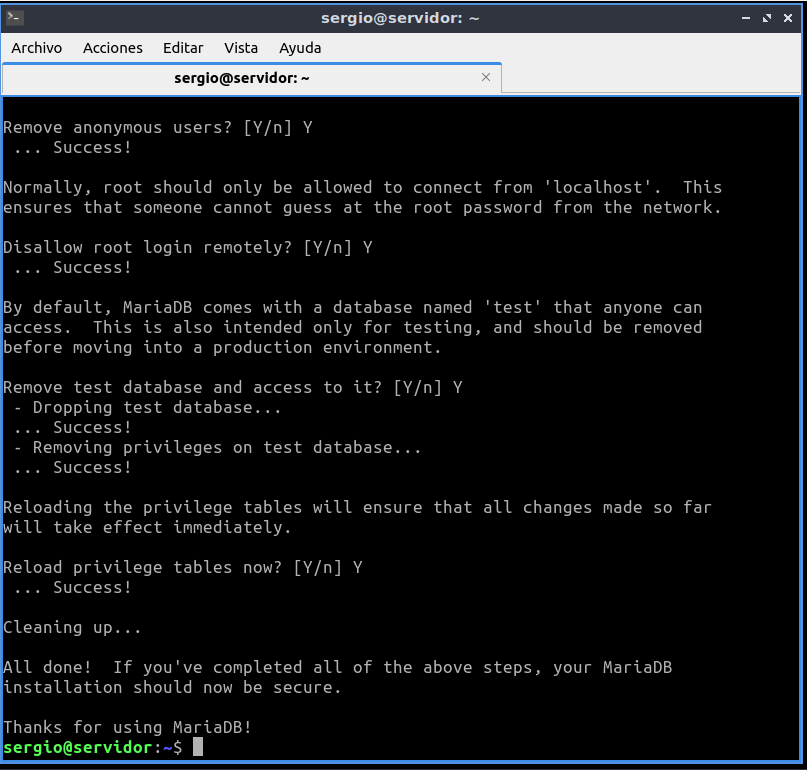 sergio@servidor: ~
Archivo Acciones Editar Vista Ayuda
sergio@servidor: ~
Remove anonymous users? [Y/n] Y
 ... Success!
Normally, root should only be allowed to connect from 'localhost'.  This
ensures that someone cannot guess at the root password from the network.
Disallow root login remotely? [Y/n] Y
 ... Success!
By default, MariaDB comes with a database named 'test' that anyone can
access.  This is also intended only for testing, and should be removed
before moving into a production environment.
Remove test database and access to it? [Y/n] Y
 - Dropping test database...
 ... Success!
 - Removing privileges on test database...
 ... Success!
Reloading the privilege tables will ensure that all changes made so far
will take effect immediately.
Reload privilege tables now? [Y/n] Y
 ... Success!
Cleaning up...
All done!  If you've completed all of the above steps, your MariaDB
installation should now be secure.
Thanks for using MariaDB!
sergio@servidor:~$